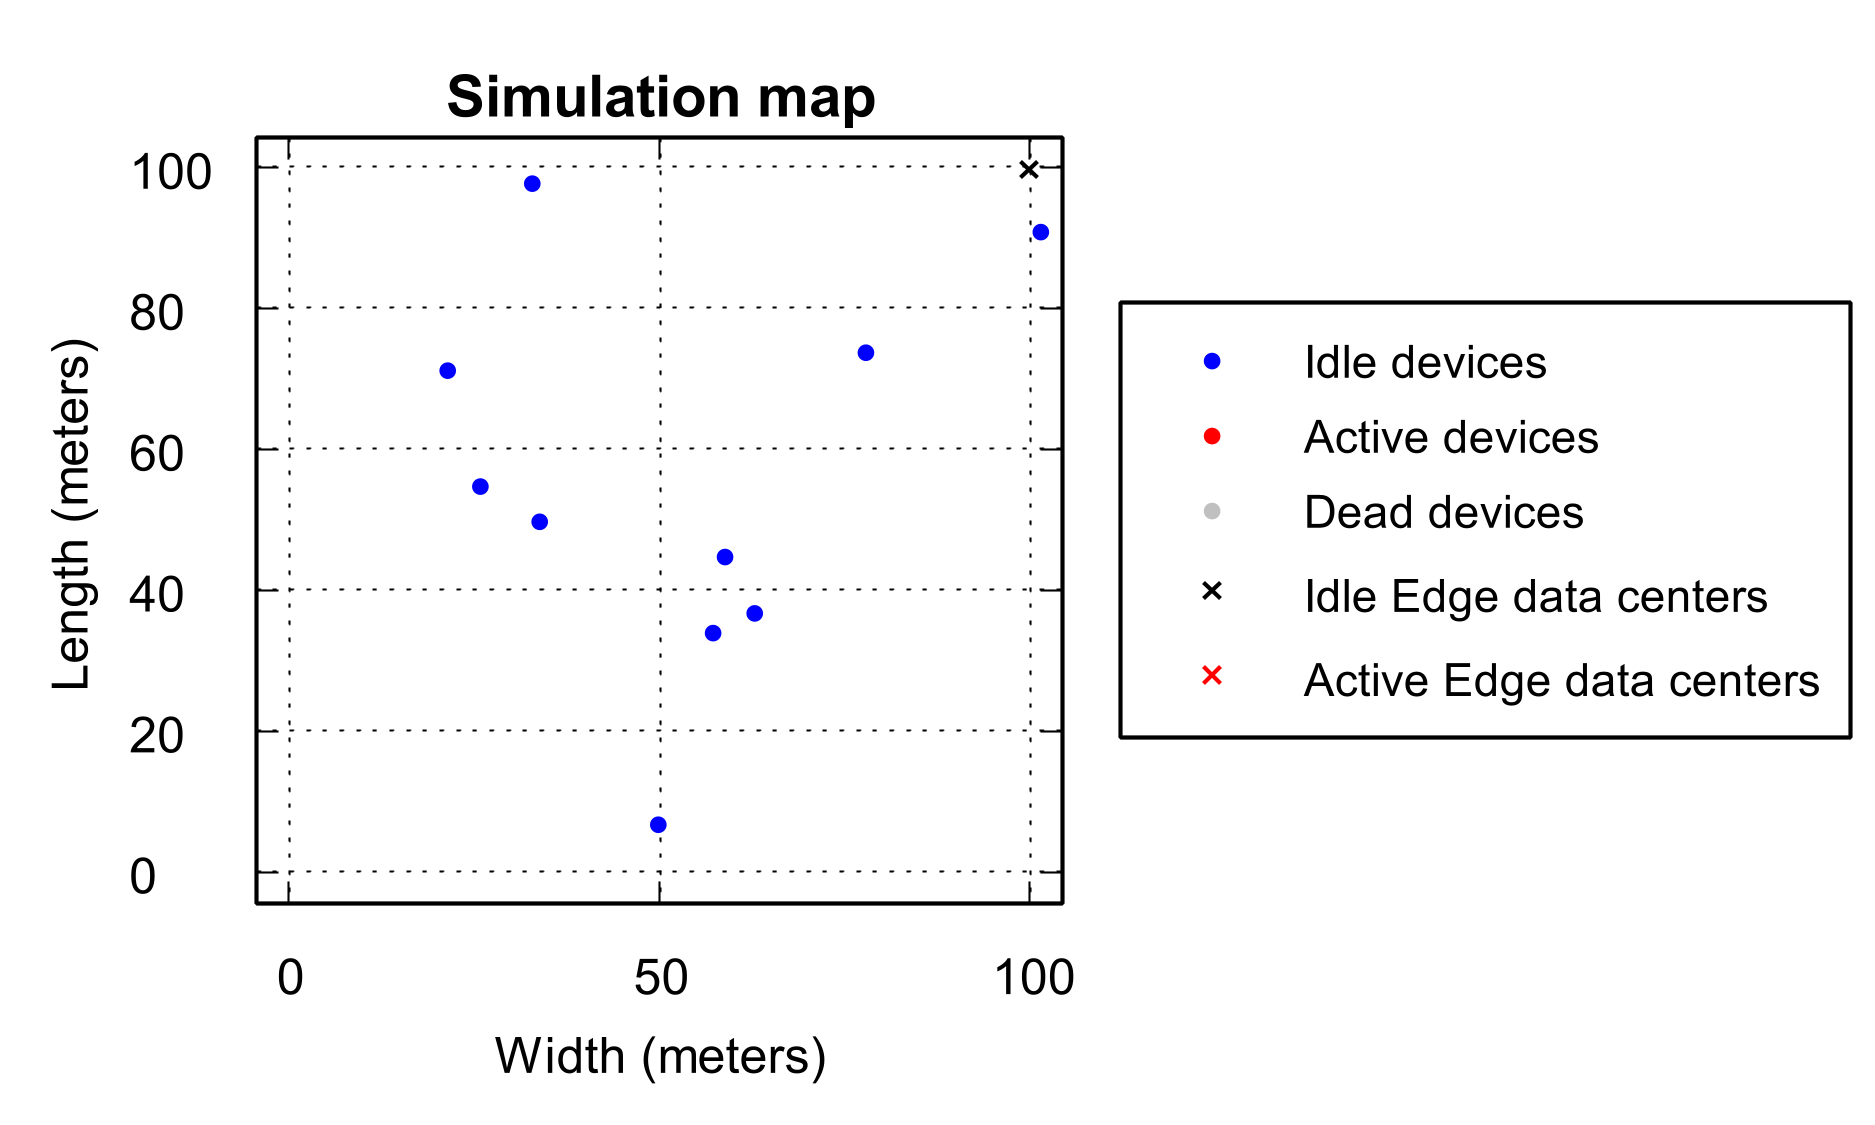 Simulation map
100
80
60
40
20
0
Length (meters)
0 50 100
Width (meters)
Idle devices
Active devices
Dead devices
Idle Edge data centers
Active Edge data centers